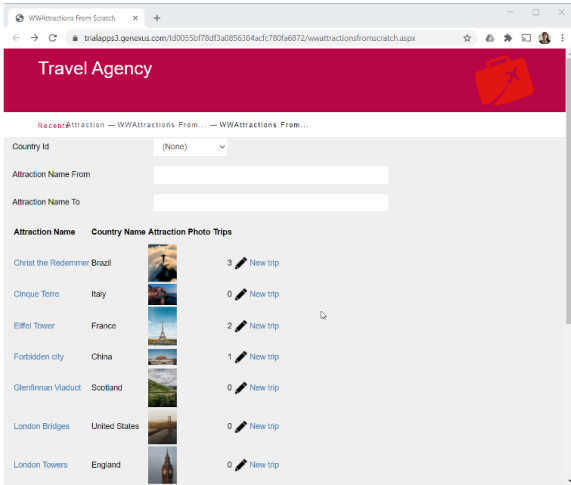 WWAttractions From Scratch
trialapps3.genexus.com/Id0055bf78df3a0856384acfc780fa6872/wwattractionsfromscratch.aspx
Travel Agency
Recents Attraction — WWAttractions From... — WWAttractions From...
Country Id (None)
Attraction Name From
Attraction Name To
Attraction Name Country Name Attraction Photo Trips
Christ the Redemmer Brazil 3 New trip
Cinque Terre Italy 0 New trip
Eiffel Tower France 2 New trip
Forbidden city China 1 New trip
Glenfinnan Viaduct Scotland 0 New trip
London Bridges United States 0 New trip
London Towers England 0 New trip